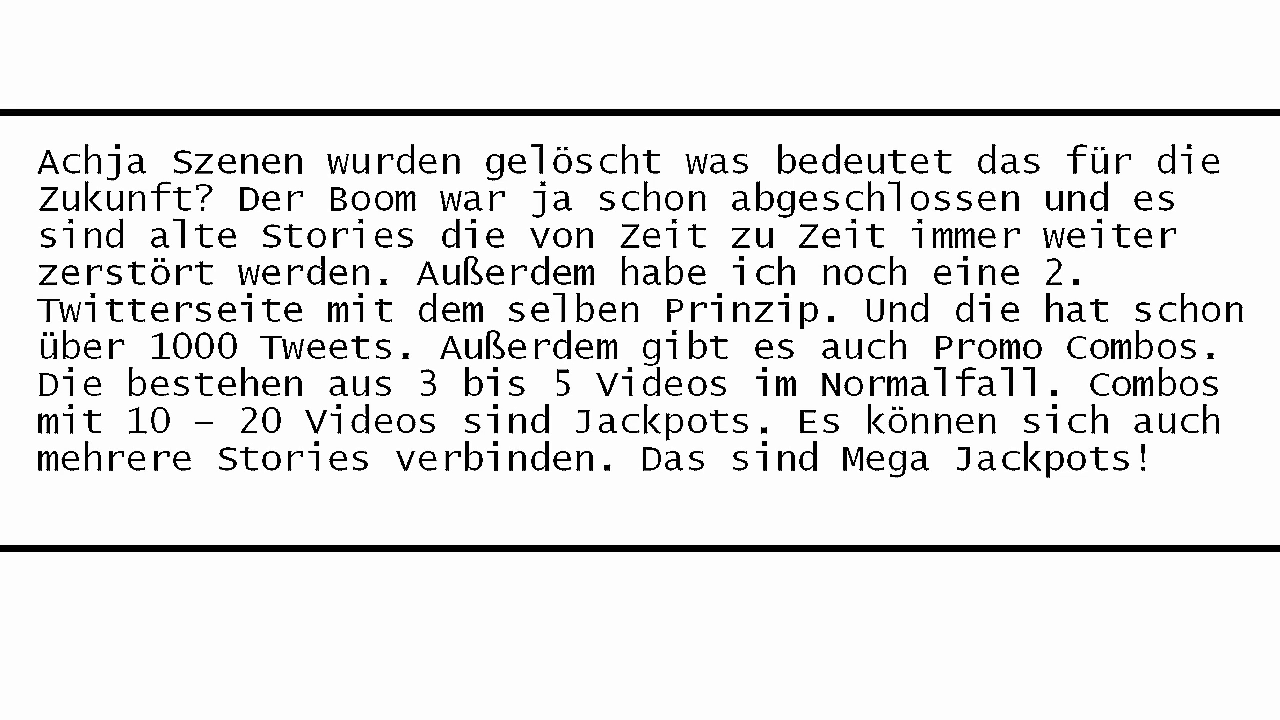 Achja Szenen wurden gelöscht was bedeutet das für die
Zukunft? Der Boom war ja schon abgeschlossen und es
sind alte Stories die von Zeit zu Zeit immer weiter
zerstört werden. Außerdem habe ich noch eine 2.
Twitterseite mit dem selben Prinzip. Und die hat schon
über 1000 Tweets. Außerdem gibt es auch Promo Combos.
Die bestehen aus 3 bis 5 Videos im Normalfall. Combos
mit 10 – 20 Videos sind Jackpots. Es können sich auch
mehrere Stories verbinden. Das sind Mega Jackpots!